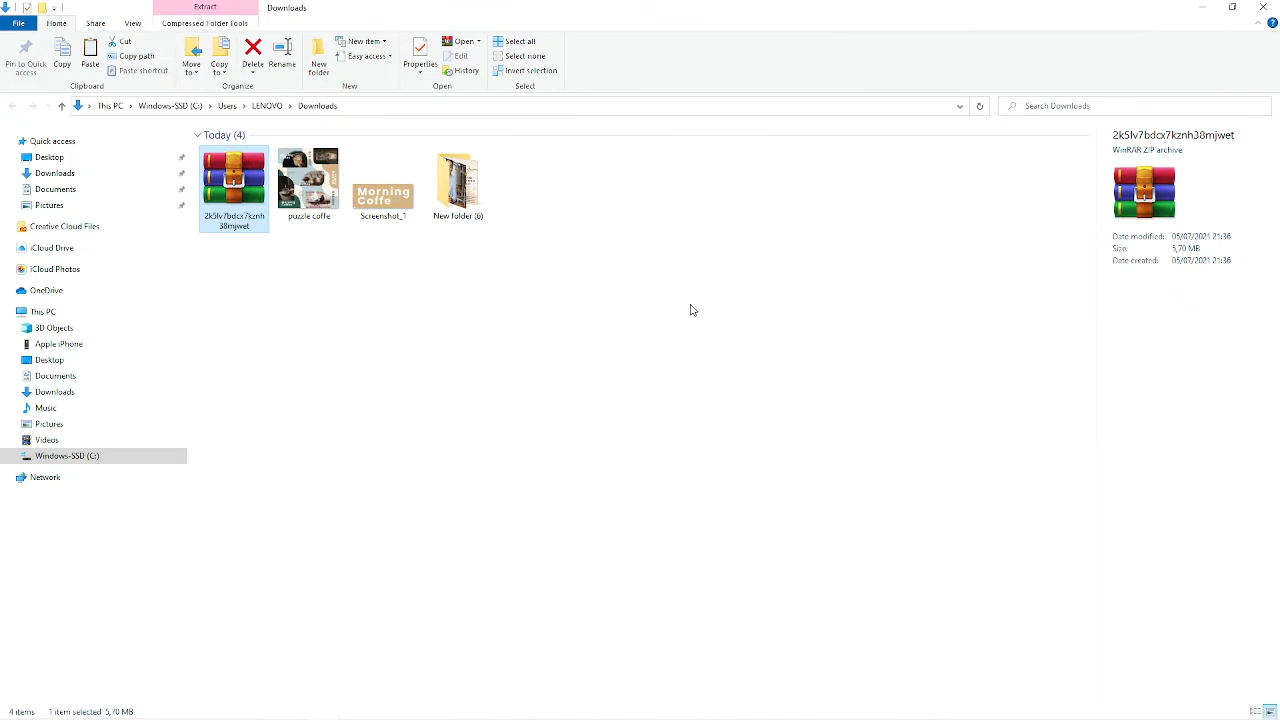 Extract
Downloads
File
Home
Share
View
Compressed Folder Tools
Pin to Quick access
Copy
Paste
Cut
Copy path
Paste shortcut
Clipboard
Move to
Copy to
Delete
Rename
Organize
New folder
New item
Easy access
New
Properties
Open
Edit
History
Open
Select all
Select none
Invert selection
Select
This PC > Windows-SSD (C:) > Users > LENOVO > Downloads
Search Downloads
Quick access
Desktop
Downloads
Documents
Pictures
Creative Cloud Files
iCloud Drive
iCloud Photos
OneDrive
This PC
3D Objects
Apple iPhone
Desktop
Documents
Downloads
Music
Pictures
Videos
Windows-SSD (C:)
Network
Today (4)
2k5lv7bdcx7kznh
38mjwet
puzzle coffe
Morning
Coffe
Screenshot_1
New folder (6)
2k5lv7bdcx7kznh38mjwet
WinRAR ZIP archive
Date modified: 05/07/2021 21:36
Size: 5,70 MB
Date created: 05/07/2021 21:36
4 items
1 item selected 5,70 MB